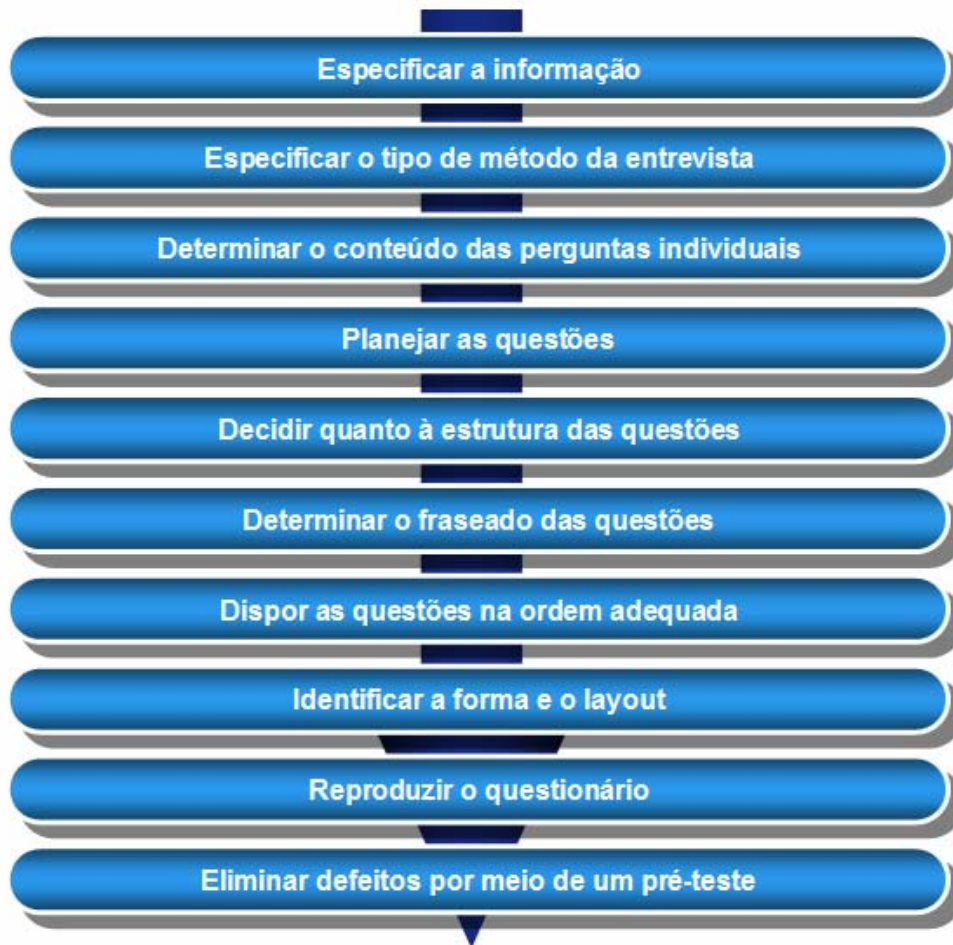 Especificar a informação
Especificar o tipo de método da entrevista
Determinar o conteúdo das perguntas individuais
Planejar as questões
Decidir quanto à estrutura das questões
Determinar o fraseado das questões
Dispor as questões na ordem adequada
Identificar a forma e o layout
Reproduzir o questionário
Eliminar defeitos por meio de um pré-teste